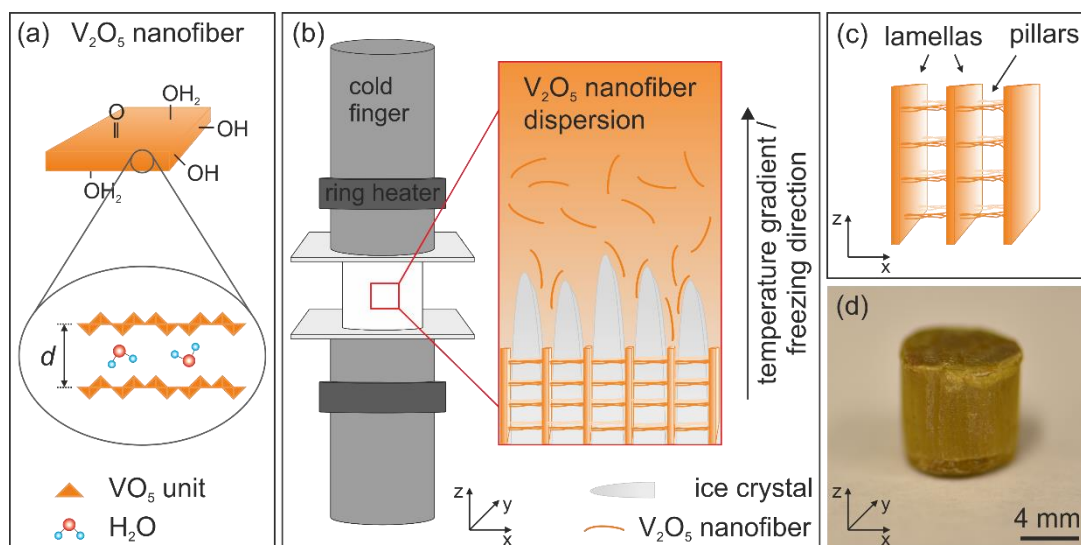 (a)
V₂O₅ nanofiber
O
OH₂
OH
OH
OH₂
d
VO₅ unit
H₂O
(b)
cold
finger
ring heater
V₂O₅ nanofiber
dispersion
temperature gradient /
freezing direction
z
y
x
ice crystal
V₂O₅ nanofiber
(c)
lamellas
pillars
z
x
(d)
4 mm